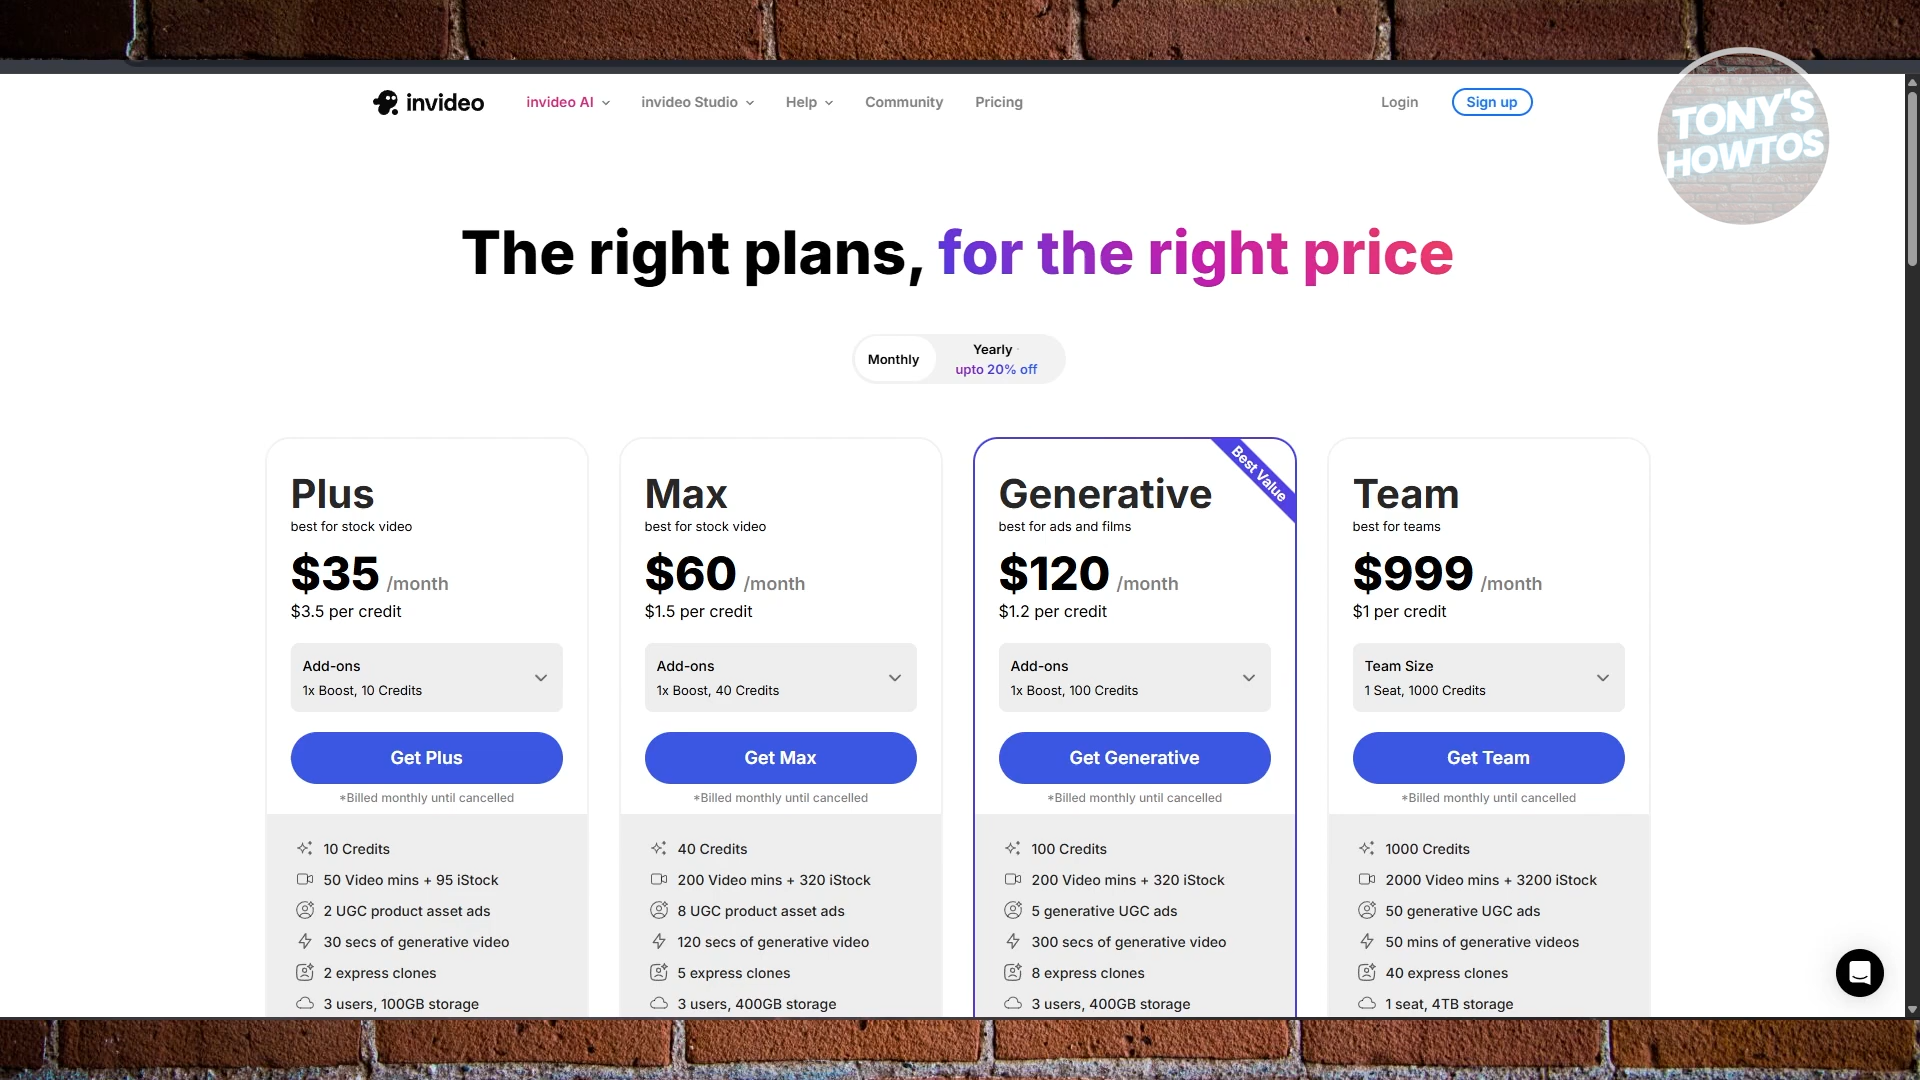 invideo
invideo AI
invideo Studio
Help
Community
Pricing
Login
Sign up
TONY'S
HOWTOS
The right plans, for the right price
Monthly
Yearly
upto 20% off
Plus
best for stock video
$35 /month
$3.5 per credit
Add-ons
1x Boost, 10 Credits
Get Plus
*Billed monthly until cancelled
10 Credits
50 Video mins + 95 iStock
2 UGC product asset ads
30 secs of generative video
2 express clones
3 users, 100GB storage
Max
best for stock video
$60 /month
$1.5 per credit
Add-ons
1x Boost, 40 Credits
Get Max
*Billed monthly until cancelled
40 Credits
200 Video mins + 320 iStock
8 UGC product asset ads
120 secs of generative video
5 express clones
3 users, 400GB storage
Best Value
Generative
best for ads and films
$120 /month
$1.2 per credit
Add-ons
1x Boost, 100 Credits
Get Generative
*Billed monthly until cancelled
100 Credits
200 Video mins + 320 iStock
5 generative UGC ads
300 secs of generative video
8 express clones
3 users, 400GB storage
Team
best for teams
$999 /month
$1 per credit
Team Size
1 Seat, 1000 Credits
Get Team
*Billed monthly until cancelled
1000 Credits
2000 Video mins + 3200 iStock
50 generative UGC ads
50 mins of generative videos
40 express clones
1 seat, 4TB storage